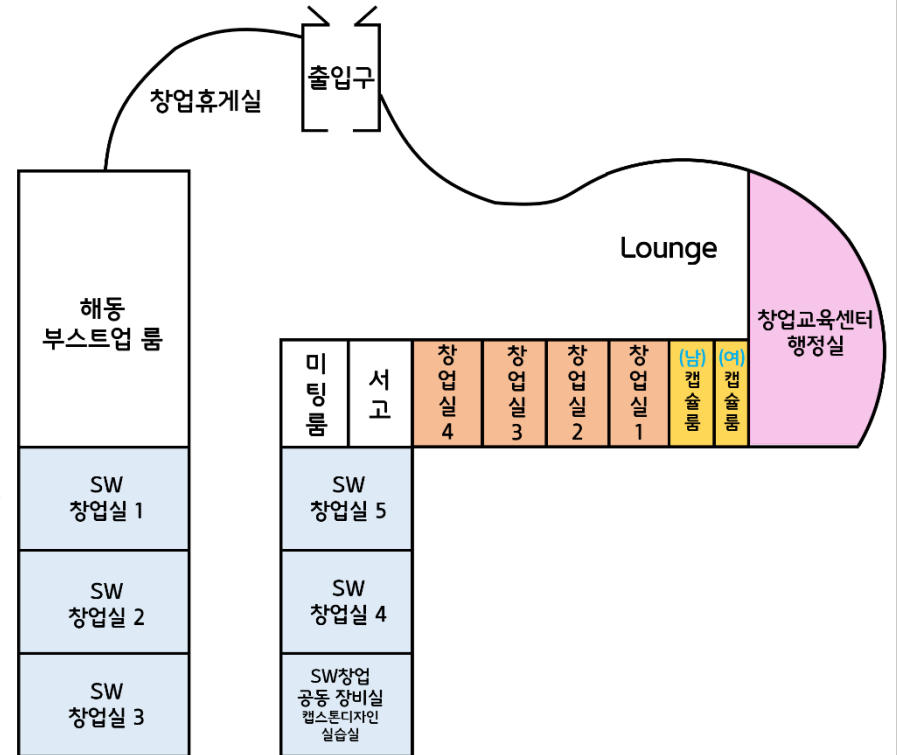 출입구
창업휴게실
Lounge
해동
부스트업 룸
창업교육센터
행정실
미팅룸
서고
창업실4
창업실3
창업실2
창업실1
(남)캡슐룸
(여)캡슐룸
SW
창업실 1
SW
창업실 5
SW
창업실 2
SW
창업실 4
SW
창업실 3
SW창업
공동 장비실
캡스톤디자인
실습실